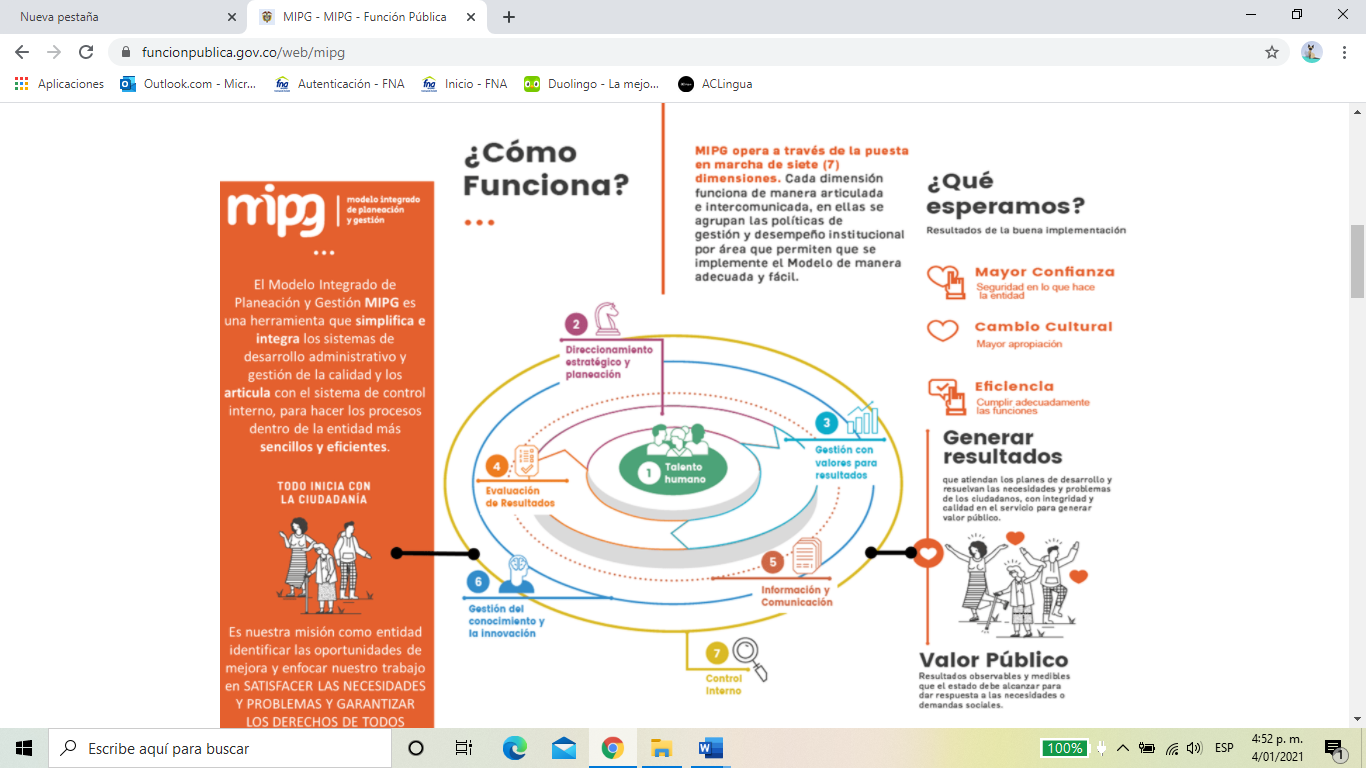 Nueva pestaña
MIPG - MIPG - Función Pública
funcionpublica.gov.co/web/mipg
Aplicaciones
Outlook.com - Micr...
Autenticación - FNA
Inicio - FNA
Duolingo - La mejo...
ACLingua
mipg
modelo integrado
de planeación
y gestión
...
El Modelo Integrado de
Planeación y Gestión MIPG es
una herramienta que simplifica e
integra los sistemas de
desarrollo administrativo y
gestión de la calidad y los
articula con el sistema de control
interno, para hacer los procesos
dentro de la entidad más
sencillos y eficientes.
TODO INICIA CON
LA CIUDADANÍA
Es nuestra misión como entidad
identificar las oportunidades de
mejora y enfocar nuestro trabajo
en SATISFACER LAS NECESIDADES
Y PROBLEMAS Y GARANTIZAR
LOS DERECHOS DE TODOS
¿Cómo
Funciona?
...
MIPG opera a través de la puesta
en marcha de siete (7)
dimensiones. Cada dimensión
funciona de manera articulada
e intercomunicada, en ellas se
agrupan las políticas de
gestión y desempeño institucional
por área que permiten que se
implemente el Modelo de manera
adecuada y fácil.
2
Direccionamiento
estratégico y
planeación
3
Gestión con
valores para
resultados
1
Talento
humano
4
Evaluación
de Resultados
5
Información y
Comunicación
6
Gestión del
conocimiento y
la innovación
7
Control
Interno
¿Qué
esperamos?
Resultados de la buena implementación
Mayor Confianza
Seguridad en lo que hace
la entidad
Cambio Cultural
Mayor apropiación
Eficiencia
Cumplir adecuadamente
las funciones
Generar
resultados
que atiendan los planes de desarrollo y
resuelvan las necesidades y problemas
de los ciudadanos, con integridad y
calidad en el servicio para generar
valor público.
Valor Público
Resultados observables y medibles
que el estado debe alcanzar para
dar respuesta a las necesidades o
demandas sociales.
Escribe aquí para buscar
100%
ESP
4:52 p. m.
4/01/2021
1